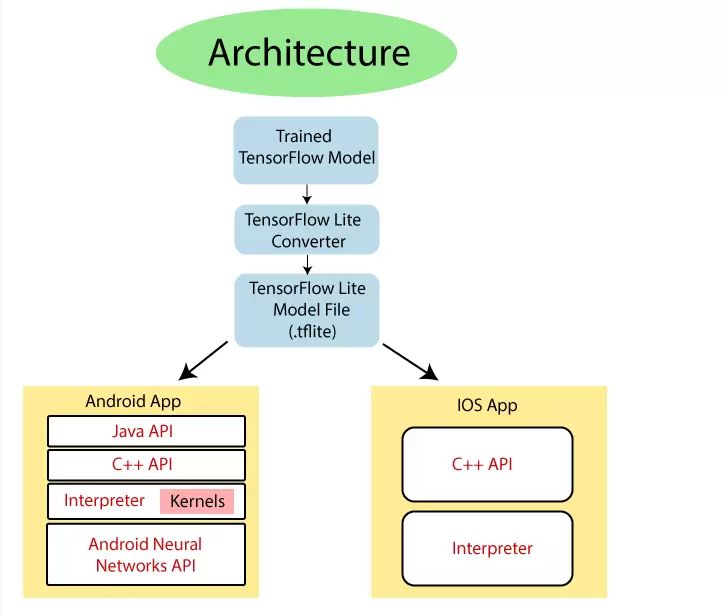 Architecture
Trained
TensorFlow Model
TensorFlow Lite
Converter
TensorFlow Lite
Model File
(.tflite)
Android App
Java API
C++ API
Interpreter Kernels
Android Neural
Networks API
IOS App
C++ API
Interpreter